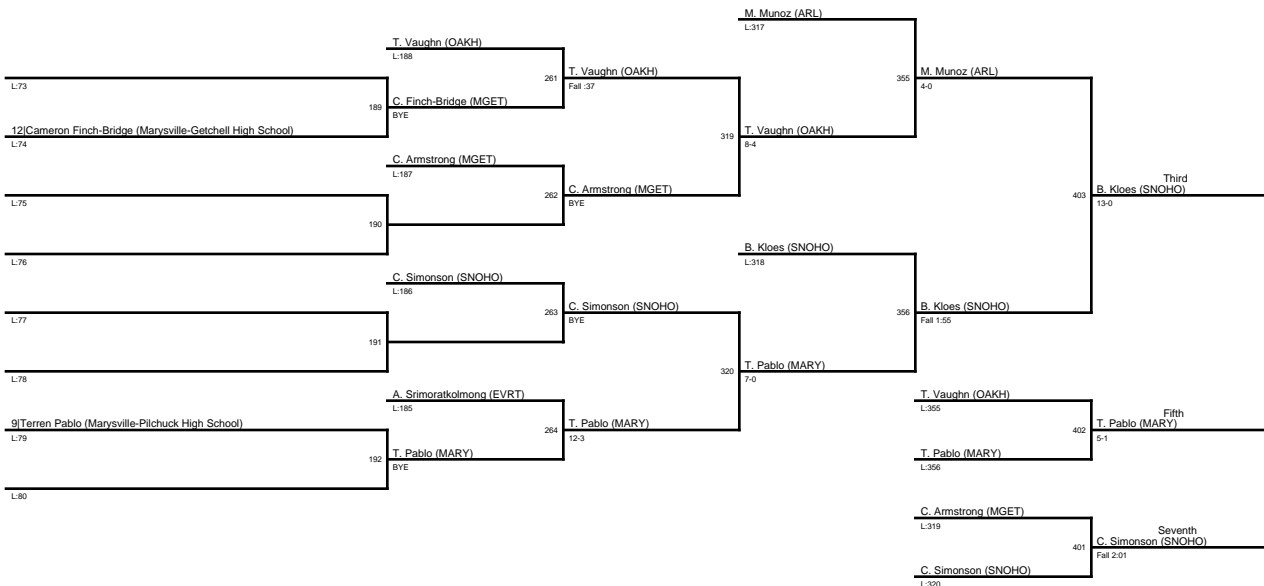 M. Munoz (ARL)
L:317
T. Vaughn (OAKH)
L:188
261
T. Vaughn (OAKH)
Fall :37
355
M. Munoz (ARL)
4-0
L:73
189
C. Finch-Bridge (MGET)
BYE
12|Cameron Finch-Bridge (Marysville-Getchell High School)
L:74
319
T. Vaughn (OAKH)
8-4
C. Armstrong (MGET)
L:187
262
C. Armstrong (MGET)
BYE
L:75
190
403
Third
B. Kloes (SNOHO)
13-0
L:76
B. Kloes (SNOHO)
L:318
C. Simonson (SNOHO)
L:186
263
C. Simonson (SNOHO)
BYE
356
B. Kloes (SNOHO)
Fall 1:55
L:77
191
L:78
320
T. Pablo (MARY)
7-0
A. Srimoratkolmong (EVRT)
L:185
T. Vaughn (OAKH)
L:355
9|Terren Pablo (Marysville-Pilchuck High School)
L:79
264
T. Pablo (MARY)
12-3
402
Fifth
T. Pablo (MARY)
5-1
192
T. Pablo (MARY)
BYE
T. Pablo (MARY)
L:356
L:80
C. Armstrong (MGET)
L:319
401
Seventh
C. Simonson (SNOHO)
Fall 2:01
C. Simonson (SNOHO)
L:320